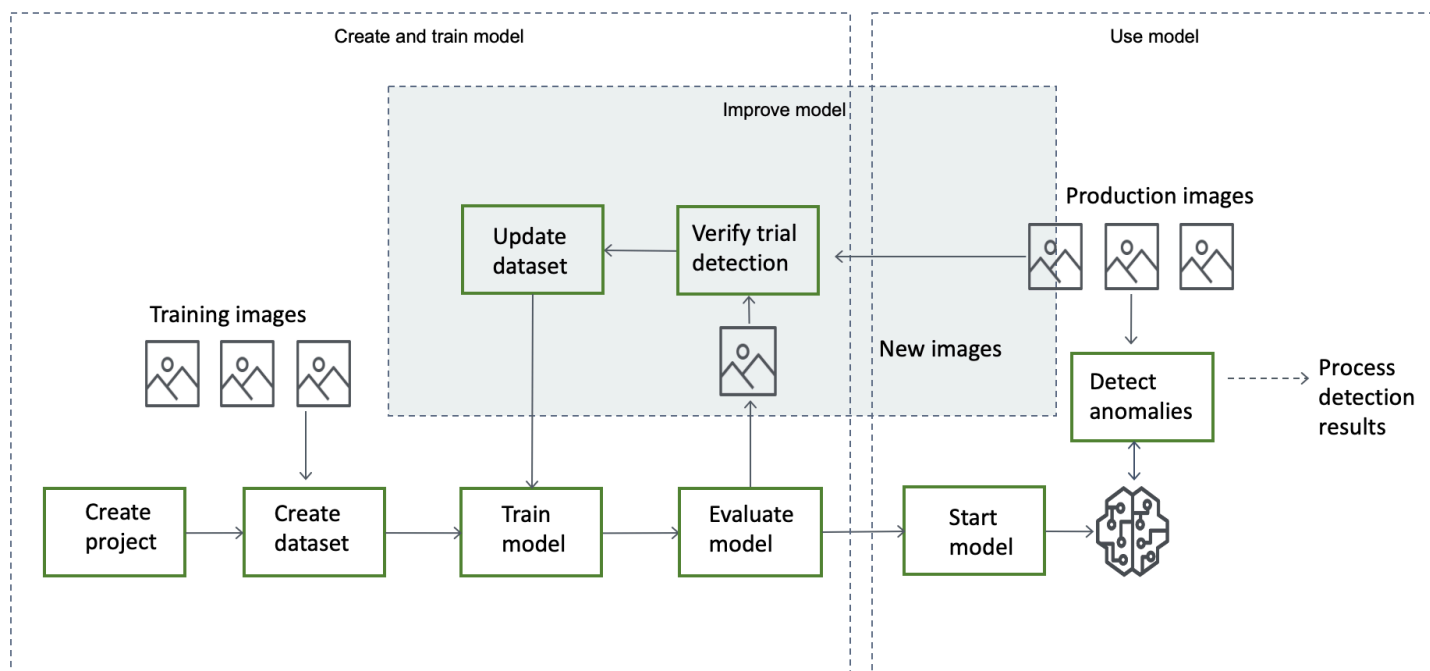 Create and train model
Use model
Improve model
Production images
Update
dataset
Verify trial
detection
Training images
New images
Detect
anomalies
Process
detection
results
Create
project
Create
dataset
Train
model
Evaluate
model
Start
model